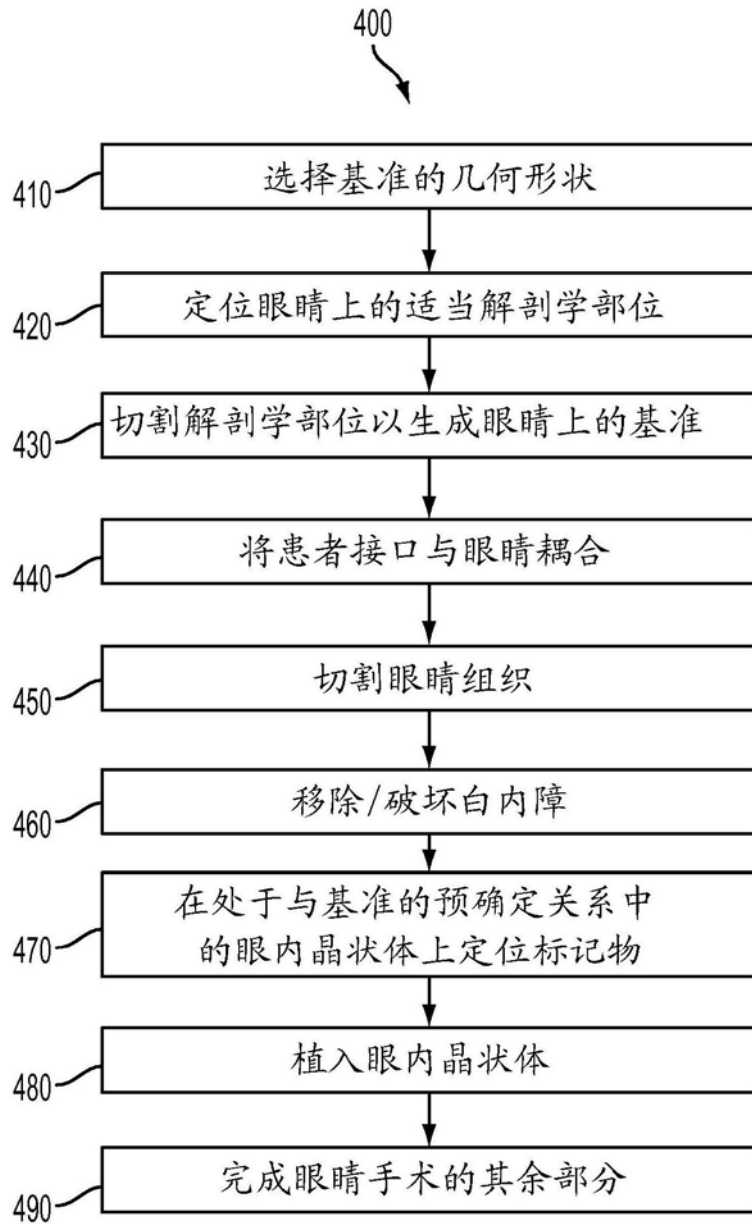 400
410
选择基准的几何形状
420
定位眼睛上的适当解剖学部位
430
切割解剖学部位以生成眼睛上的基准
440
将患者接口与眼睛耦合
450
切割眼睛组织
460
移除/破坏白内障
470
在处于与基准的预确定关系中
的眼内晶状体上定位标记物
480
植入眼内晶状体
490
完成眼睛手术的其余部分